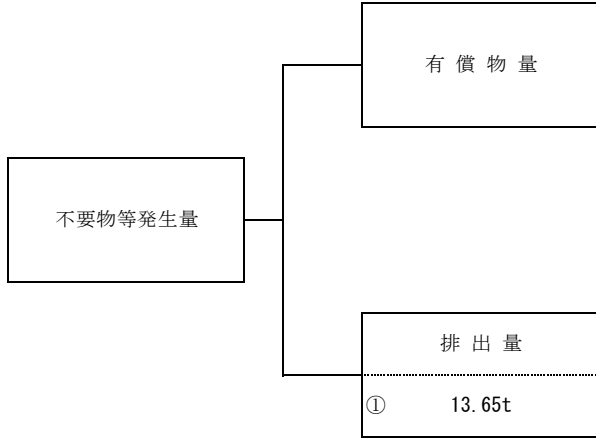 有 償 物 量
不要物等発生量
排 出 量
① 13.65t